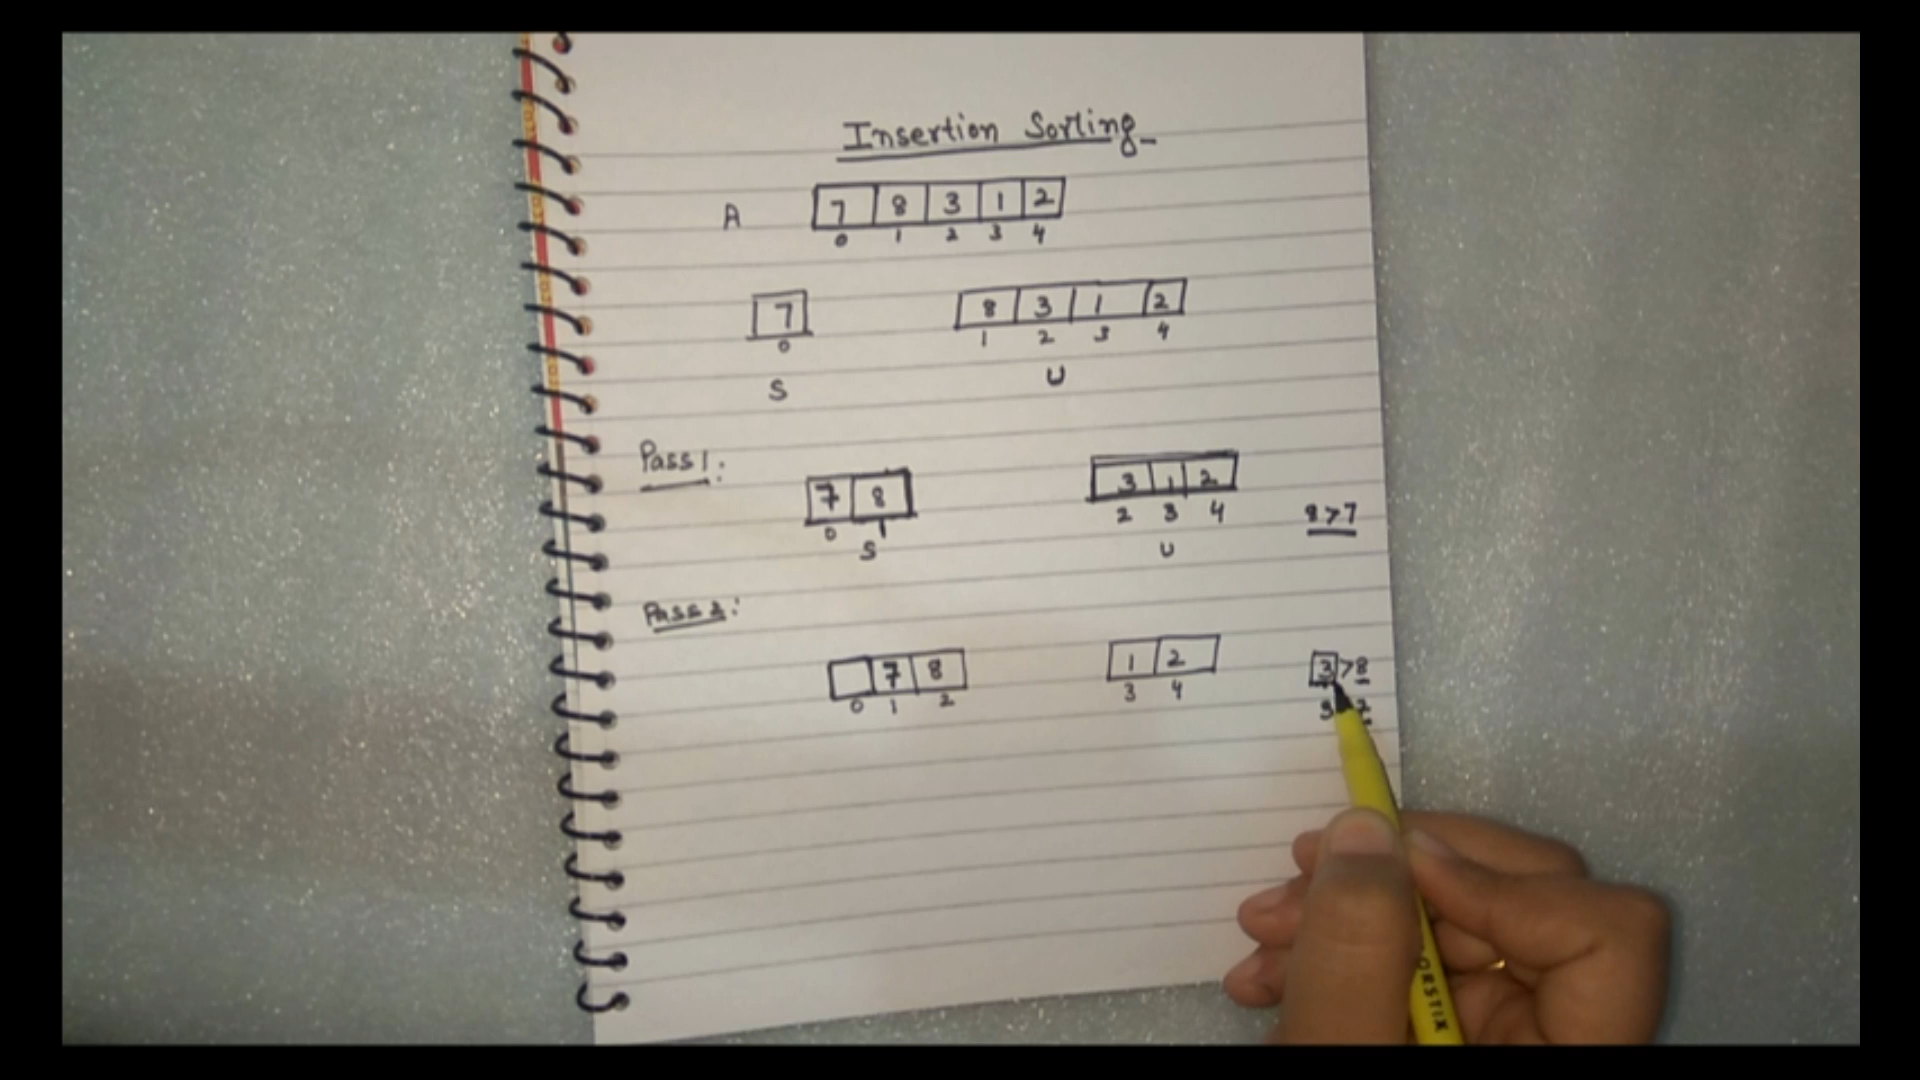 Insertion Sorting
A 7 8 3 1 2
0 1 2 3 4
7 8 3 1 2
0 1 2 3 4
S U
Pass 1:
7 8 3 1 2
0 1 2 3 4 8>7
S U
Pass 2:
7 8 1 2 3>8
0 1 2 3 4 3
ORSTIX